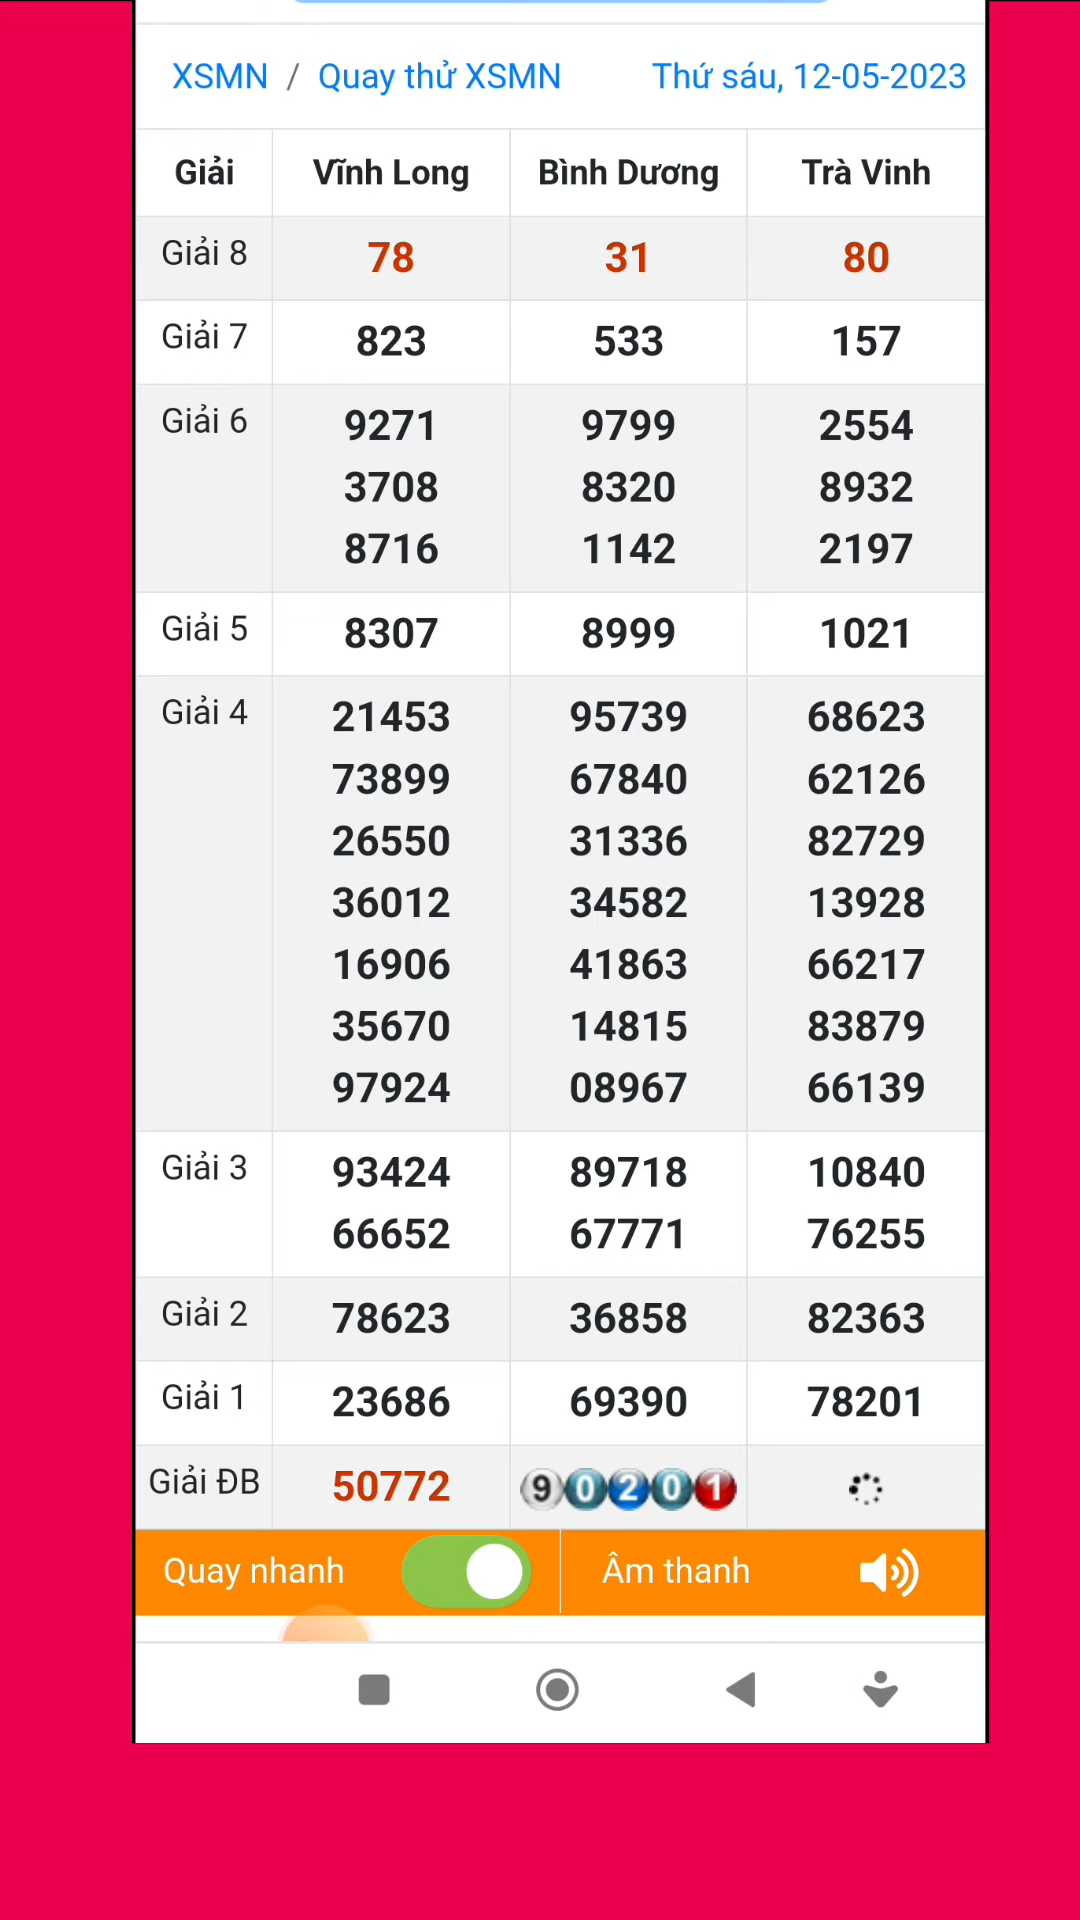 XSMN / Quay thử XSMN Thứ sáu, 12-05-2023
Giải Vĩnh Long Bình Dương Trà Vinh
Giải 8 78 31 80
Giải 7 823 533 157
Giải 6 9271 9799 2554
3708 8320 8932
8716 1142 2197
Giải 5 8307 8999 1021
Giải 4 21453 95739 68623
73899 67840 62126
26550 31336 82729
36012 34582 13928
16906 41863 66217
35670 14815 83879
97924 08967 66139
Giải 3 93424 89718 10840
66652 67771 76255
Giải 2 78623 36858 82363
Giải 1 23686 69390 78201
Giải ĐB 50772 9 0 2 0 1
Quay nhanh Âm thanh